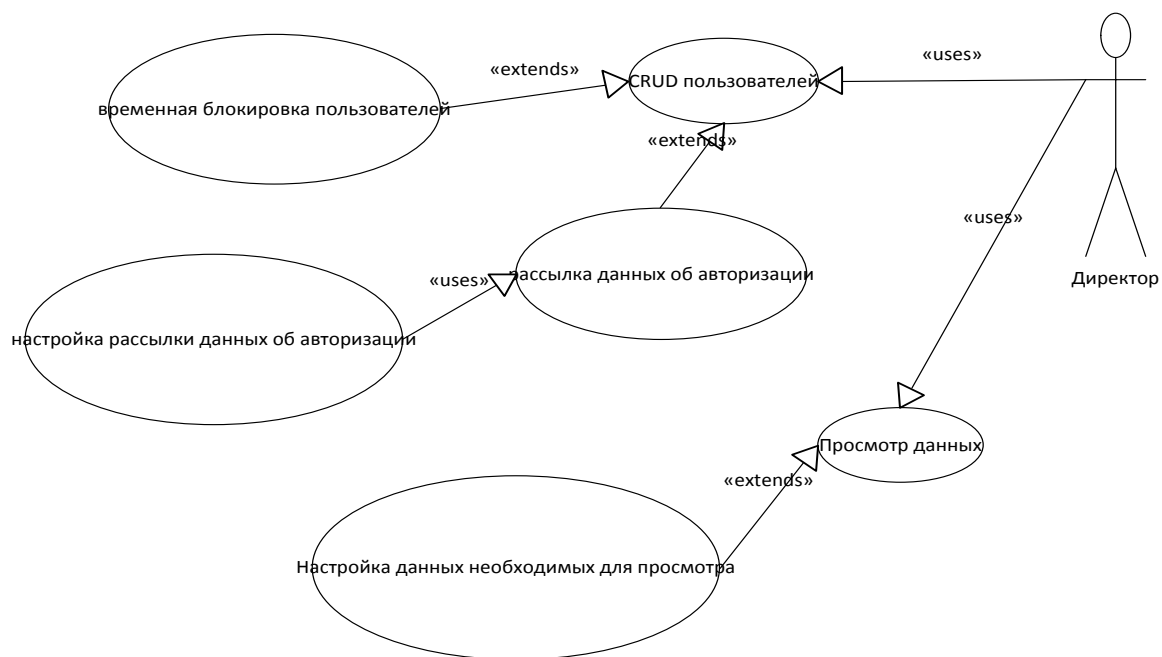 «uses»
«extends»
CRUD пользователей
временная блокировка пользователей
«extends»
«uses»
рассылка данных об авторизации
«uses»
Директор
настройка рассылки данных об авторизации
Просмотр данных
«extends»
Настройка данных необходимых для просмотра